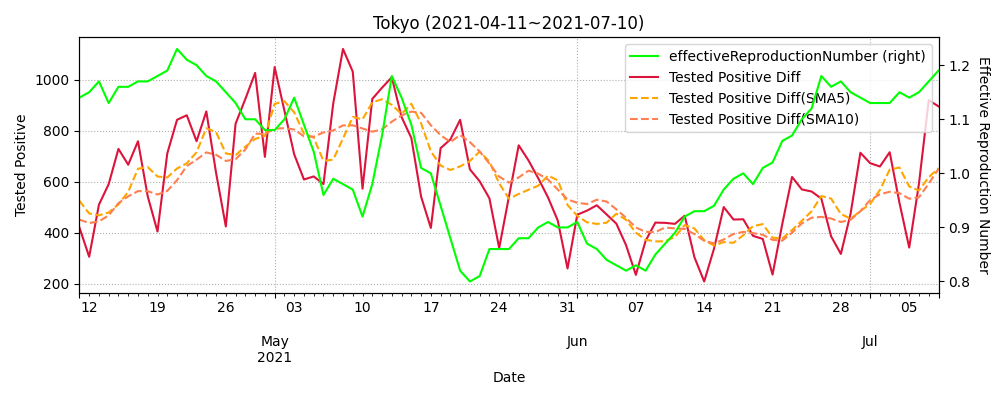 Tokyo (2021-04-11~2021-07-10)
effectiveReproductionNumber (right)
Tested Positive Diff
Tested Positive Diff(SMA5)
Tested Positive Diff(SMA10)
Tested Positive
1000
800
600
400
200
1.2
1.1
1.0
0.9
0.8
Effective Reproduction Number
12 19 26 03 10 17 24 31 07 14 21 28 05
May Jun Jul
2021
Date